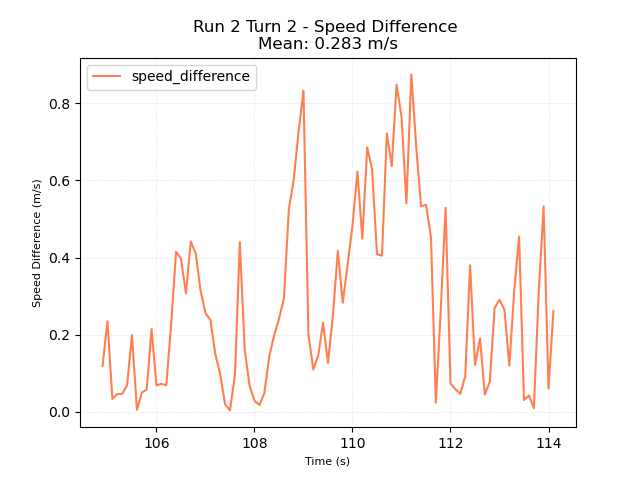 Run 2 Turn 2 - Speed Difference
Mean: 0.283 m/s
speed_difference
Speed Difference (m/s)
0.8
0.6
0.4
0.2
0.0
106
108
110
112
114
Time (s)